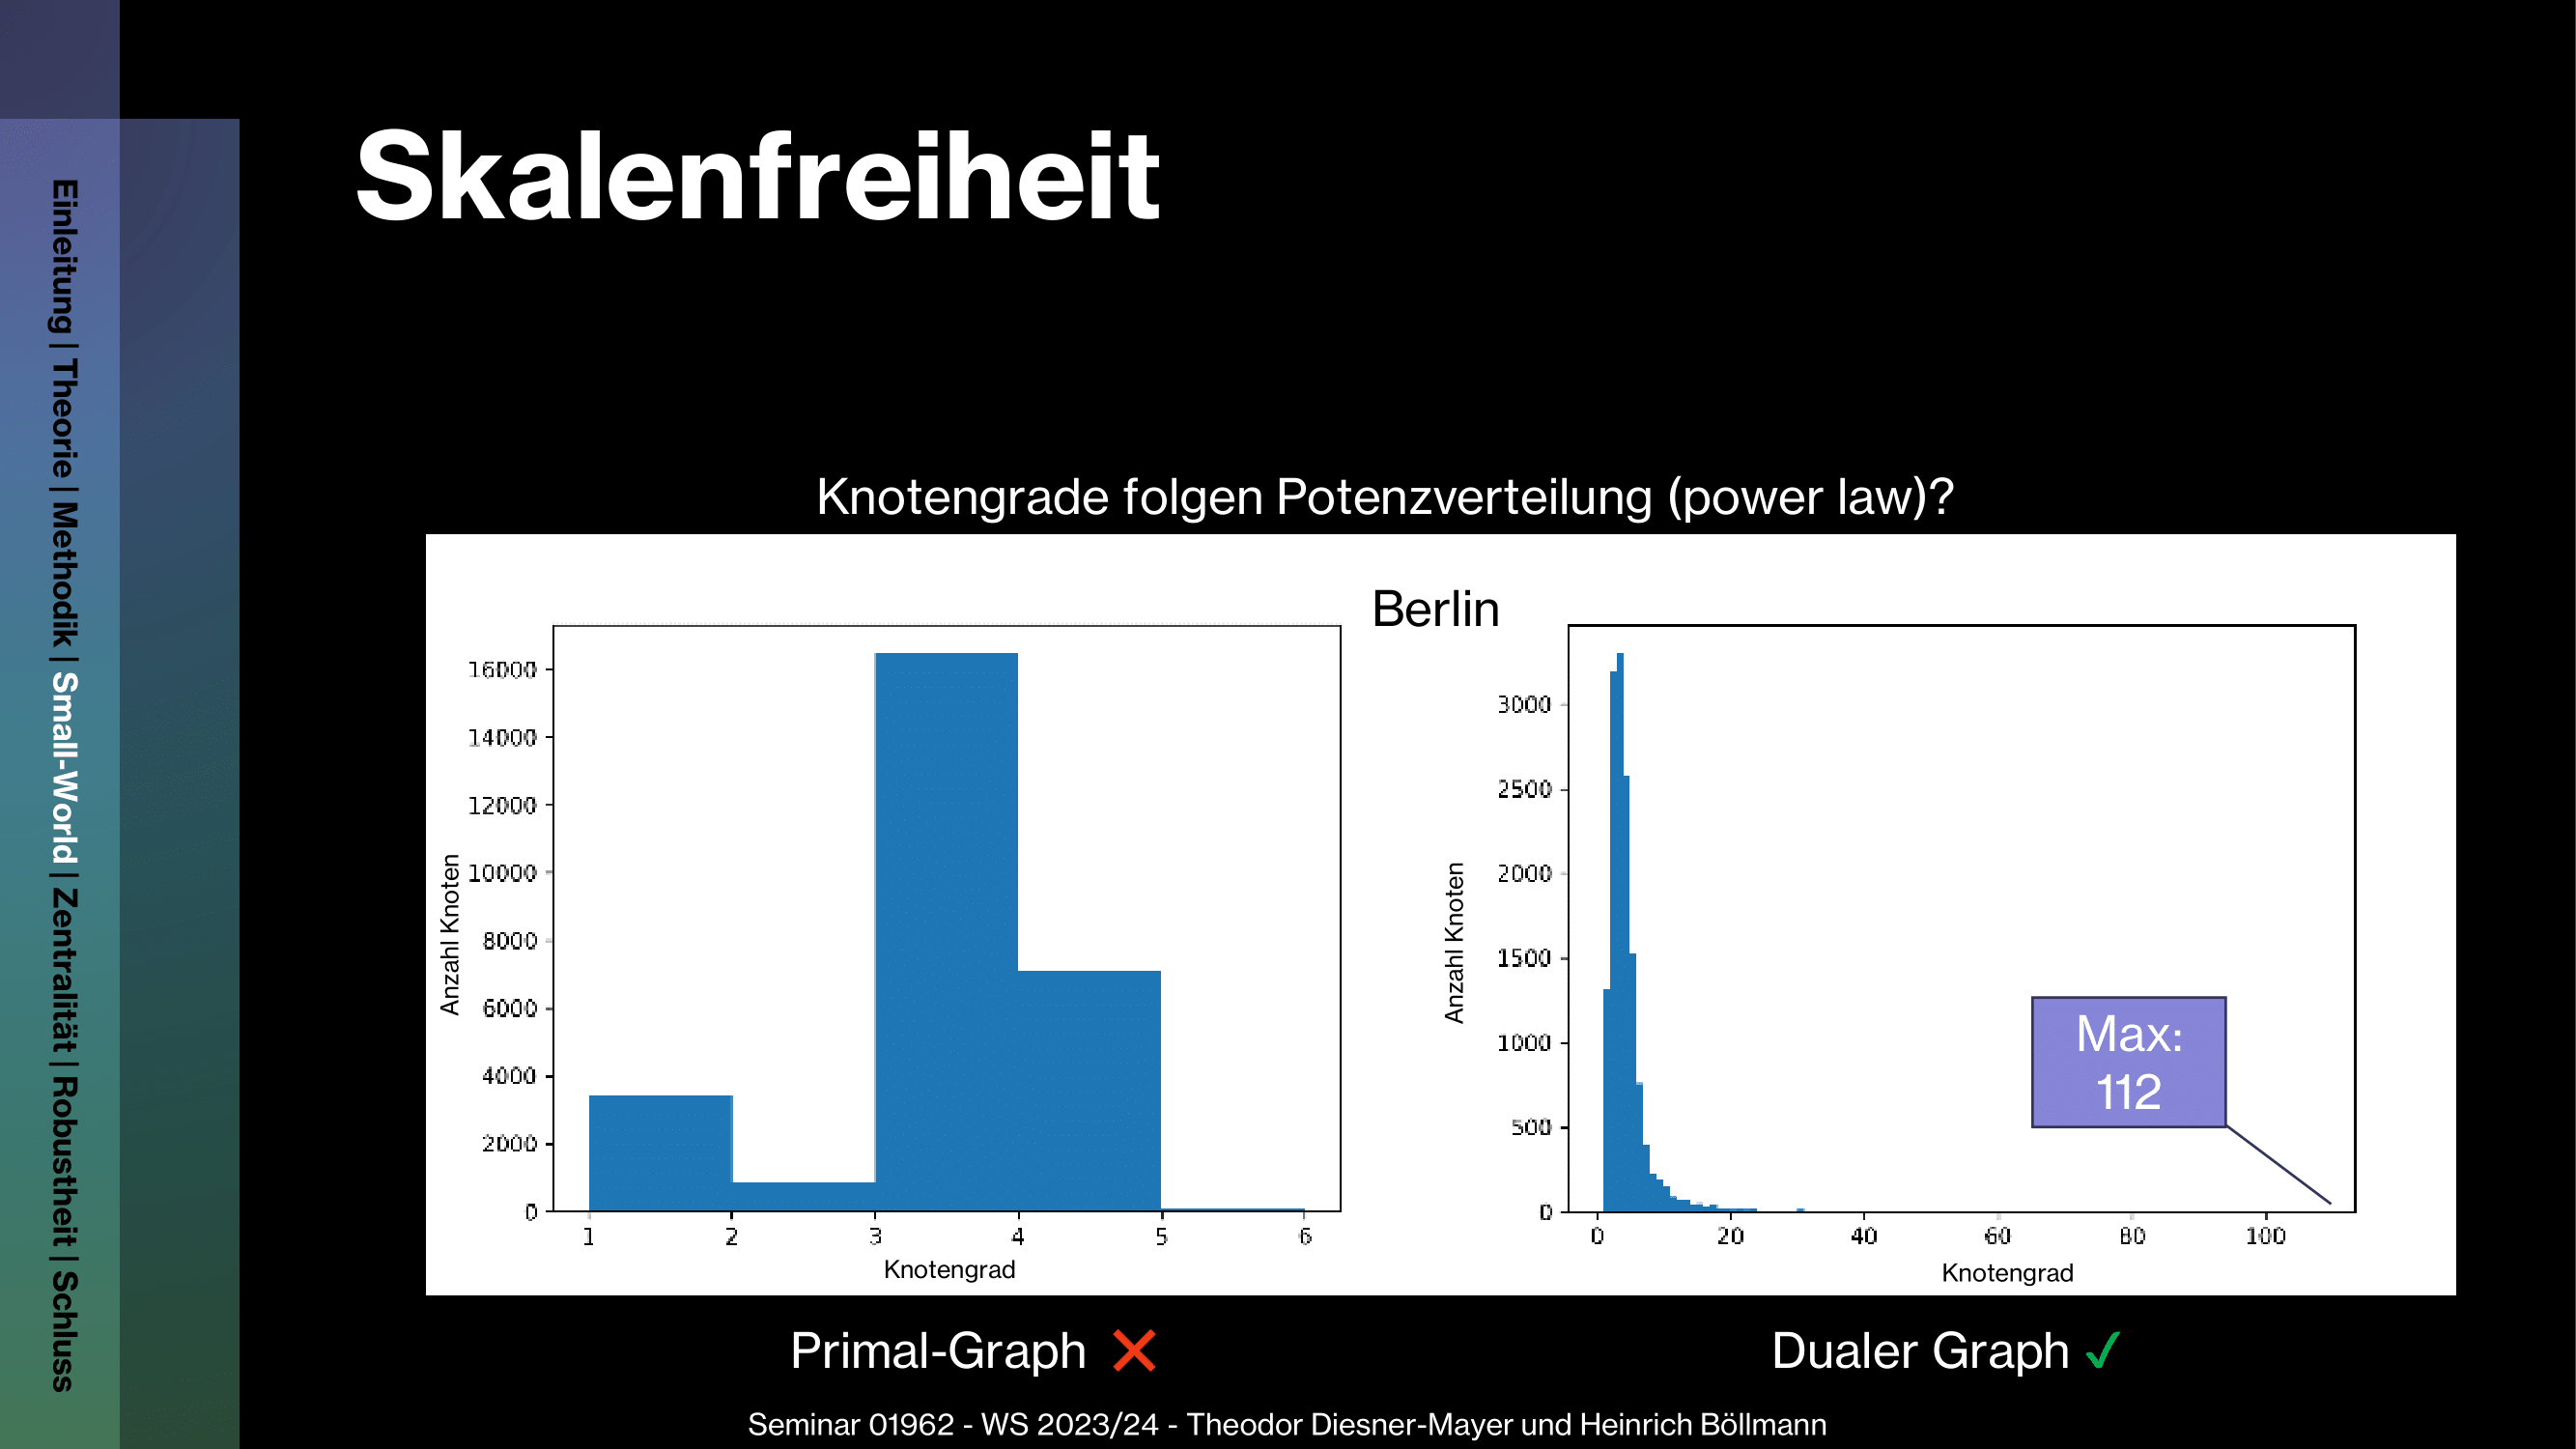 Skalenfreiheit
Einleitung | Theorie | Methodik | Small-World | Zentralität | Robustheit | Schluss
Knotengrade folgen Potenzverteilung (power law)?
Berlin
16000
14000
12000
10000
8000
6000
4000
2000
0
Anzahl Knoten
1 2 3 4 5 6
Knotengrad
3000
2500
2000
1500
1000
500
0
Anzahl Knoten
0 20 40 60 80 100
Knotengrad
Max:
112
Primal-Graph ❌
Dualer Graph ✓
Seminar 01962 - WS 2023/24 - Theodor Diesner-Mayer und Heinrich Böllmann